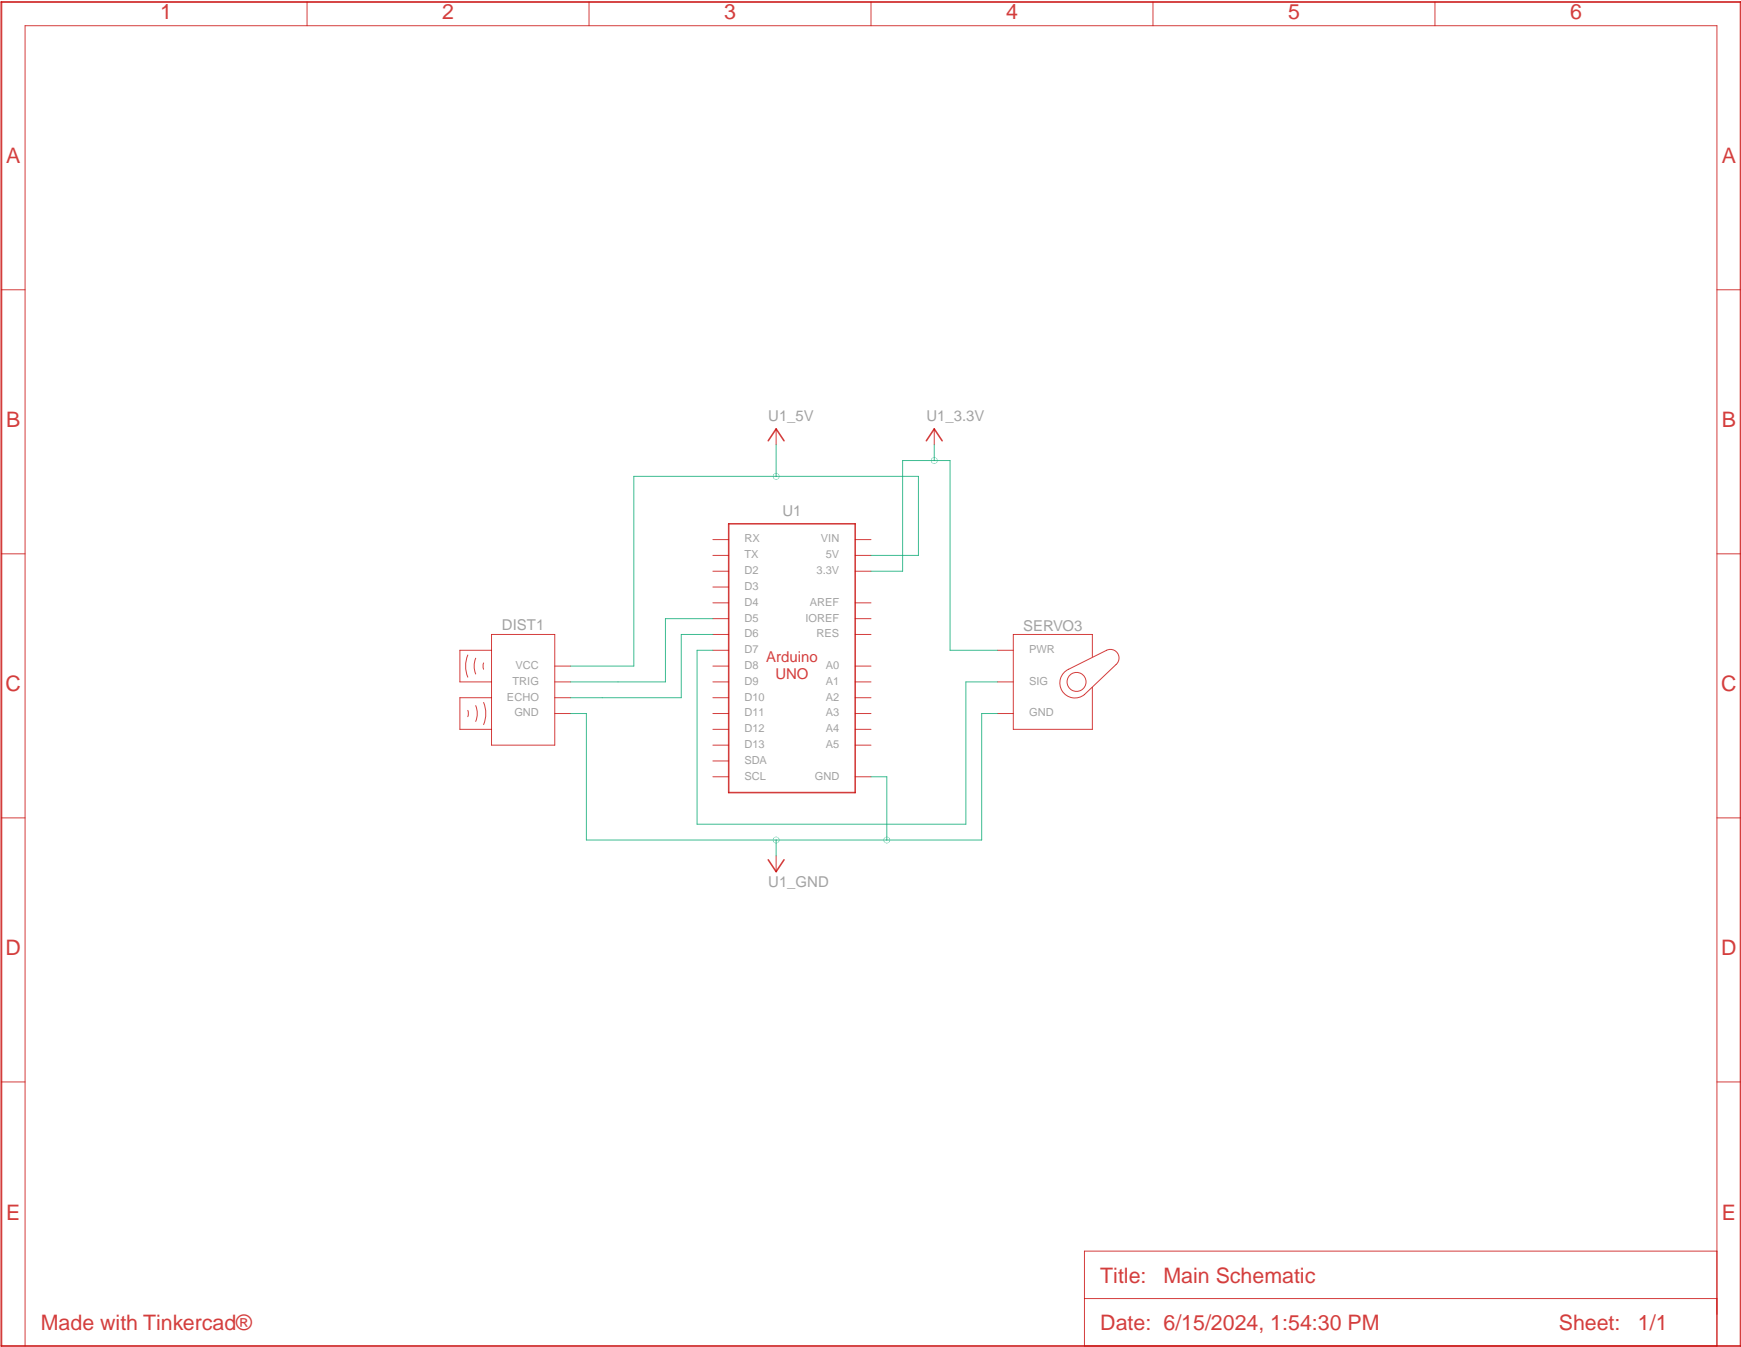 1 2 3 4 5 6
A A
B B
U1_5V U1_3.3V
U1
RX VIN
TX 5V
D2 3.3V
D3
D4 AREF
D5 IOREF
D6 RES
D7
Arduino
UNO
D8 A0
D9 A1
D10 A2
D11 A3
D12 A4
D13 A5
SDA
SCL GND
DIST1
VCC
TRIG
ECHO
GND
SERVO3
PWR
SIG
GND
C C
U1_GND
D D
E E
Title: Main Schematic
Made with Tinkercad®
Date: 6/15/2024, 1:54:30 PM Sheet: 1/1